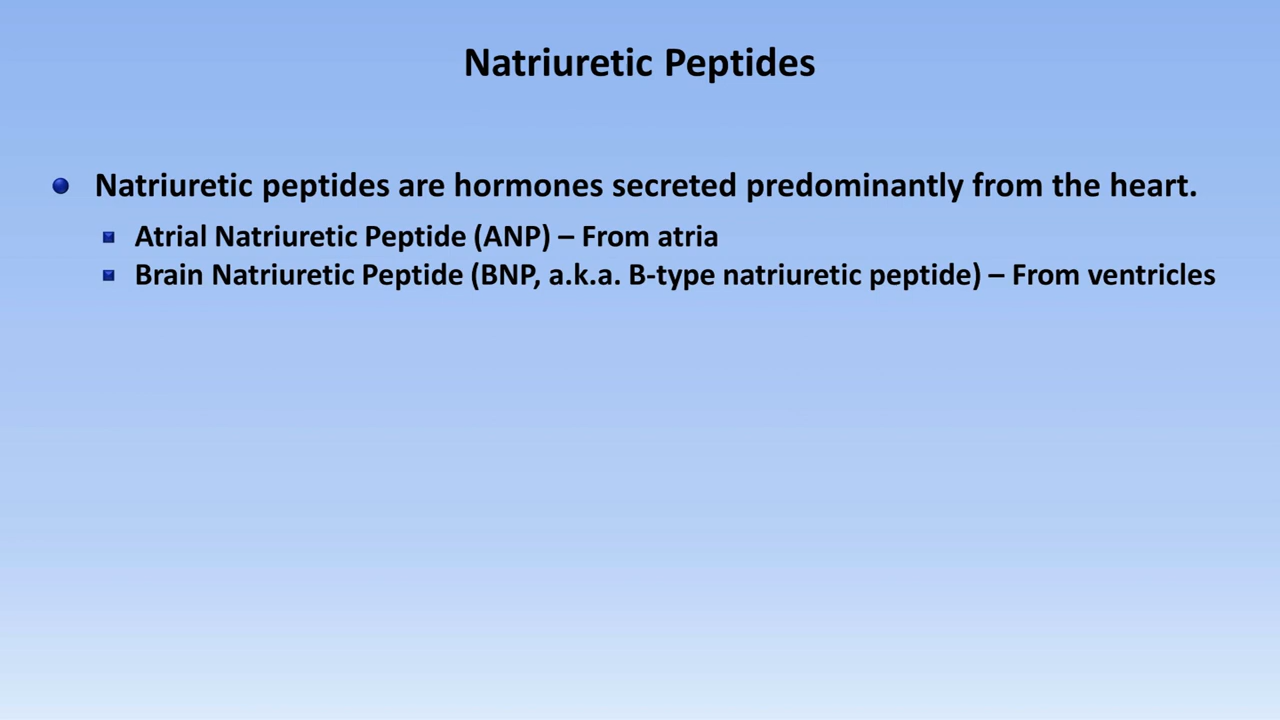 Natriuretic Peptides
Natriuretic peptides are hormones secreted predominantly from the heart.
Atrial Natriuretic Peptide (ANP) – From atria
Brain Natriuretic Peptide (BNP, a.k.a. B-type natriuretic peptide) – From ventricles